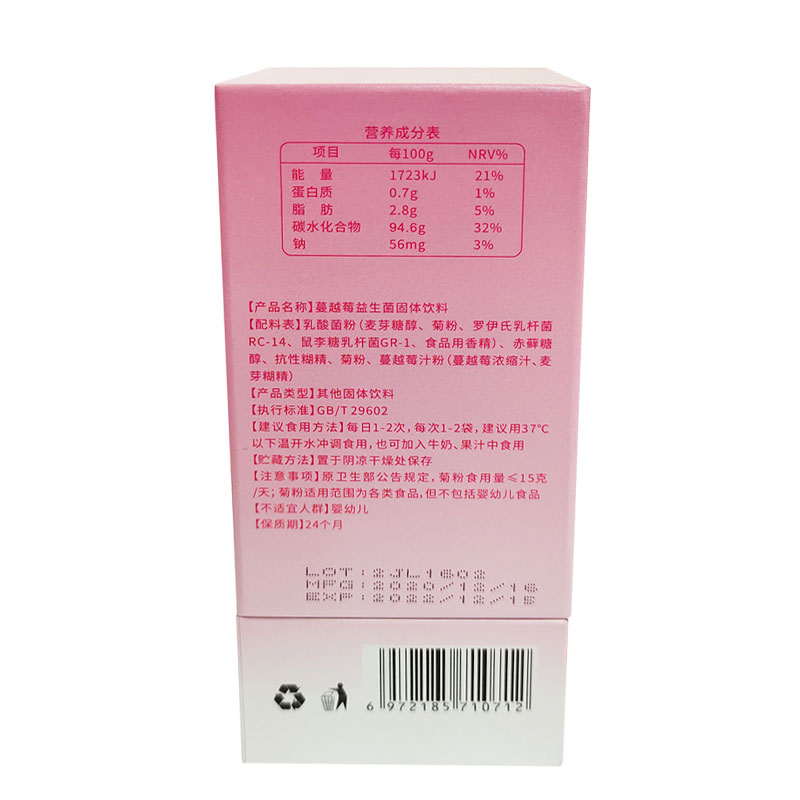 营养成分表
项目 每100g NRV%
能 量 1723kJ 21%
蛋白质 0.7g 1%
脂 肪 2.8g 5%
碳水化合物 94.6g 32%
钠 56mg 3%
【产品名称】蔓越莓益生菌固体饮料
【配料表】乳酸菌粉(麦芽糖醇、菊粉、罗伊氏乳杆菌
RC-14、鼠李糖乳杆菌GR-1、食品用香精)、赤藓糖
醇、抗性糊精、菊粉、蔓越莓汁粉(蔓越莓浓缩汁、麦
芽糊精)
【产品类型】其他固体饮料
【执行标准】GB/T 29602
【建议食用方法】每日1-2次，每次1-2袋，建议用37℃
以下温开水冲调食用，也可加入牛奶、果汁中食用
【贮藏方法】置于阴凉干燥处保存
【注意事项】原卫生部公告规定，菊粉食用量≤15克
/天；菊粉适用范围为各类食品，但不包括婴幼儿食品
【不适宜人群】婴幼儿
【保质期】24个月
LOT:2JL1602
MFG:2020/12/16
EXP:2022/12/15
6 972185 710712